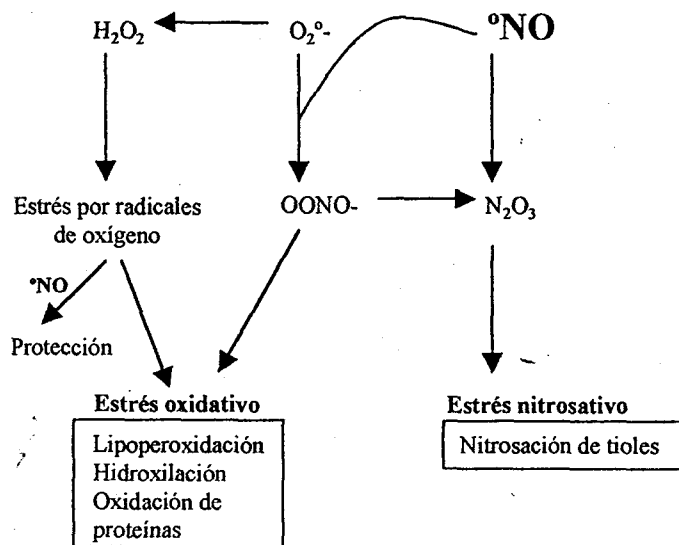 H₂O₂
O₂°-
°NO
Estrés por radicales
de oxígeno
OONO-
N₂O₃
°NO
Protección
Estrés oxidativo
Lipoperoxidación
Hidroxilación
Oxidación de
proteínas
Estrés nitrosativo
Nitrosación de tioles